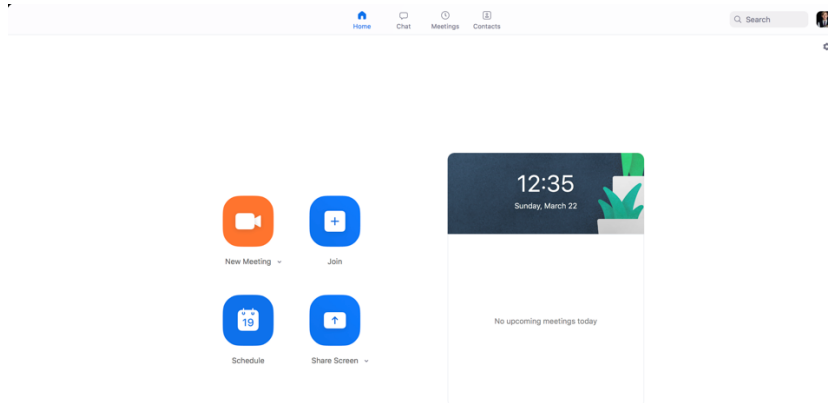 Home Chat Meetings Contacts
Search
12:35
Sunday, March 22
New Meeting Join
19
Schedule Share Screen
No upcoming meetings today